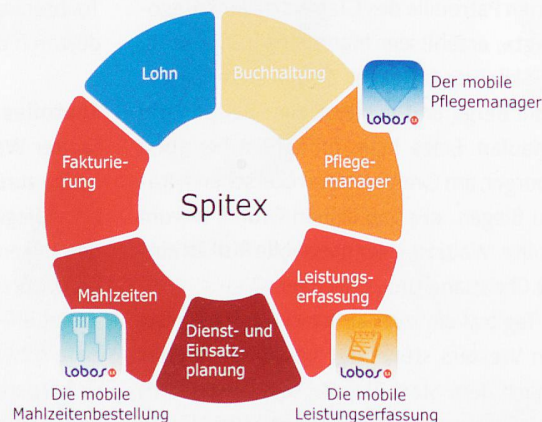 Lohn
Buchhaltung
Lobos
Der mobile
Pflegemanager
Fakturie-
rung
Pflege-
manager
Spitex
Mahlzeiten
Leistungs-
erfassung
Dienst- und
Einsatz-
planung
Lobos
Die mobile
Mahlzeitenbestellung
Lobos
Die mobile
Leistungserfassung